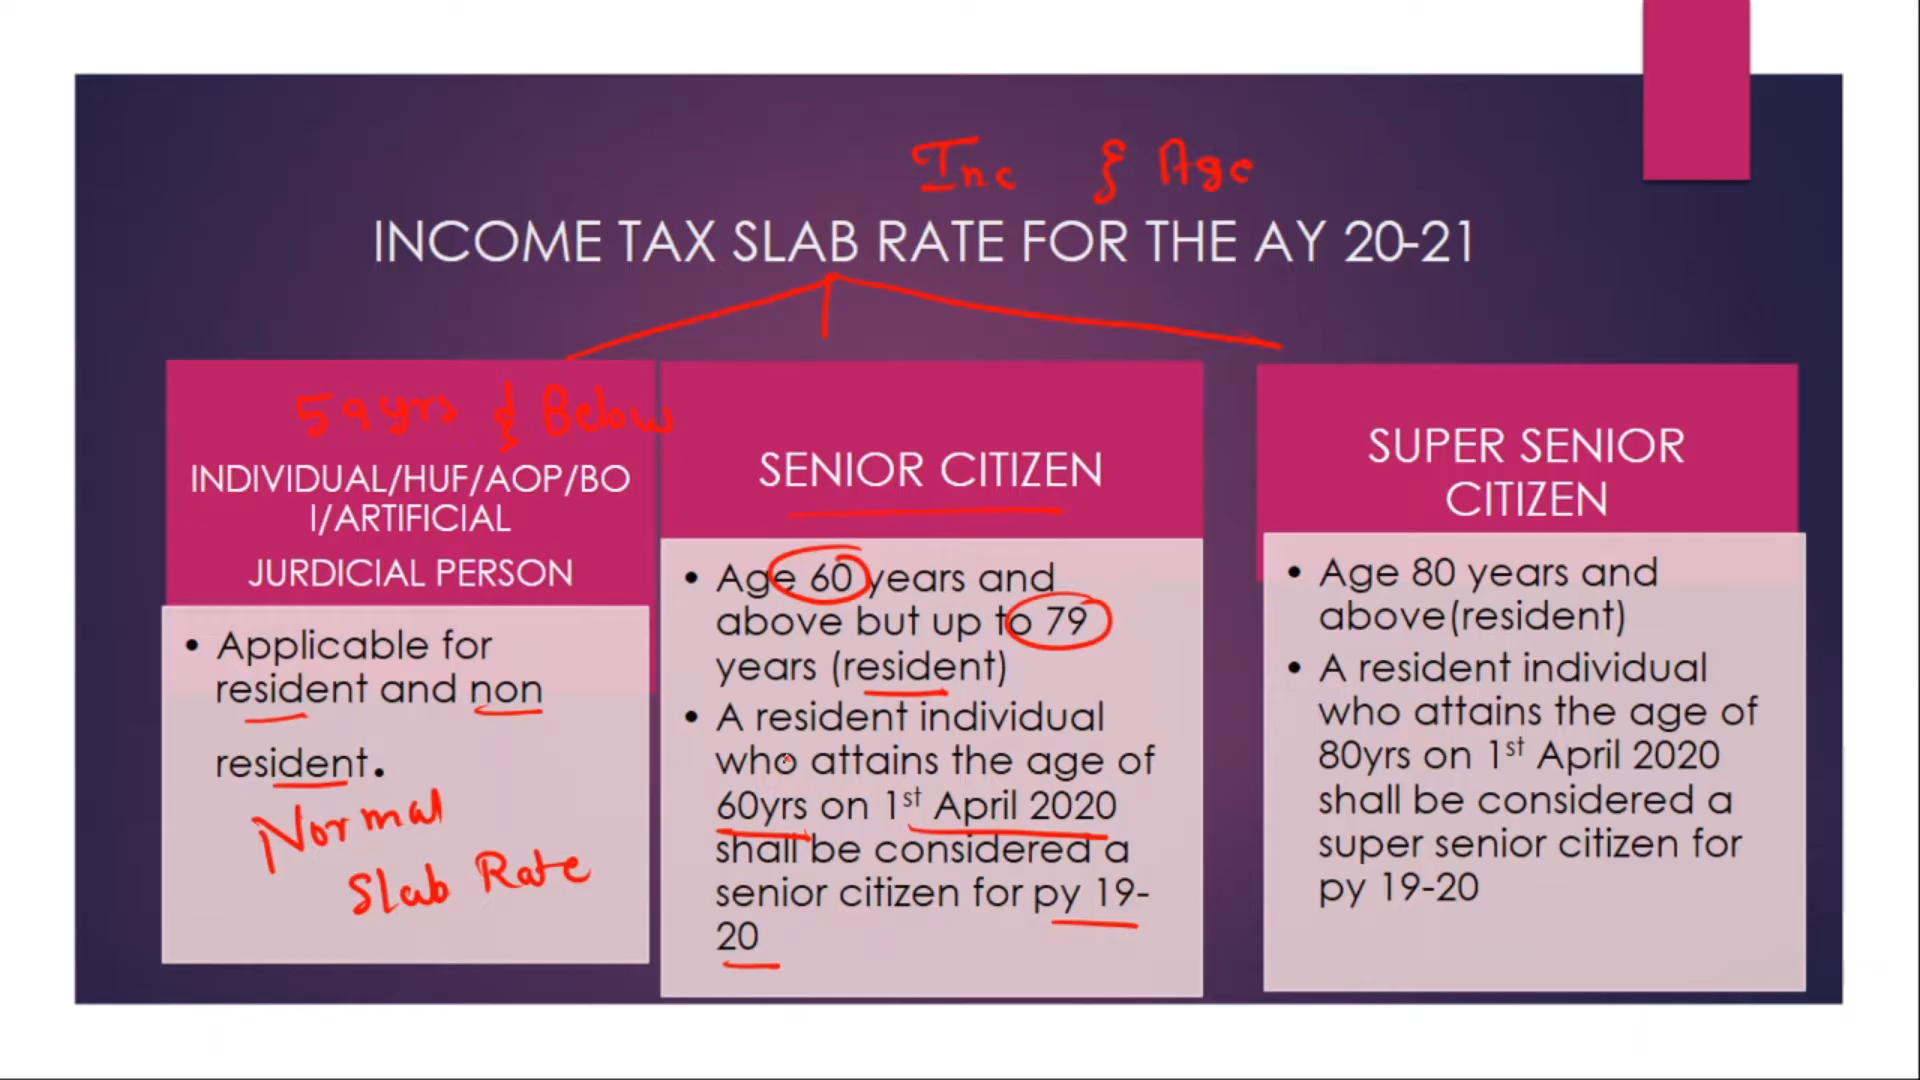 Inc & Age
INCOME TAX SLAB RATE FOR THE AY 20-21
59yrs & Below
INDIVIDUAL/HUF/AOP/BO
I/ARTIFICIAL
JURDICIAL PERSON
• Applicable for
resident and non
resident.
Normal
Slab Rate
SENIOR CITIZEN
• Age 60 years and
above but up to 79
years (resident)
• A resident individual
who attains the age of
60yrs on 1st April 2020
shall be considered a
senior citizen for py 19-
20
SUPER SENIOR
CITIZEN
• Age 80 years and
above(resident)
• A resident individual
who attains the age of
80yrs on 1st April 2020
shall be considered a
super senior citizen for
py 19-20